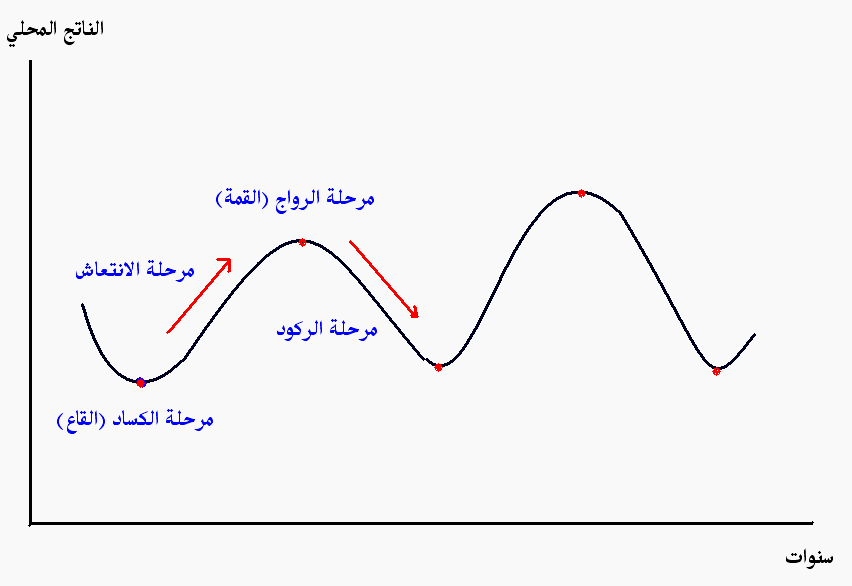 الناتج المحلي
مرحلة الرواج (القمة)
مرحلة الانتعاش
مرحلة الركود
مرحلة الكساد (القاع)
سنوات